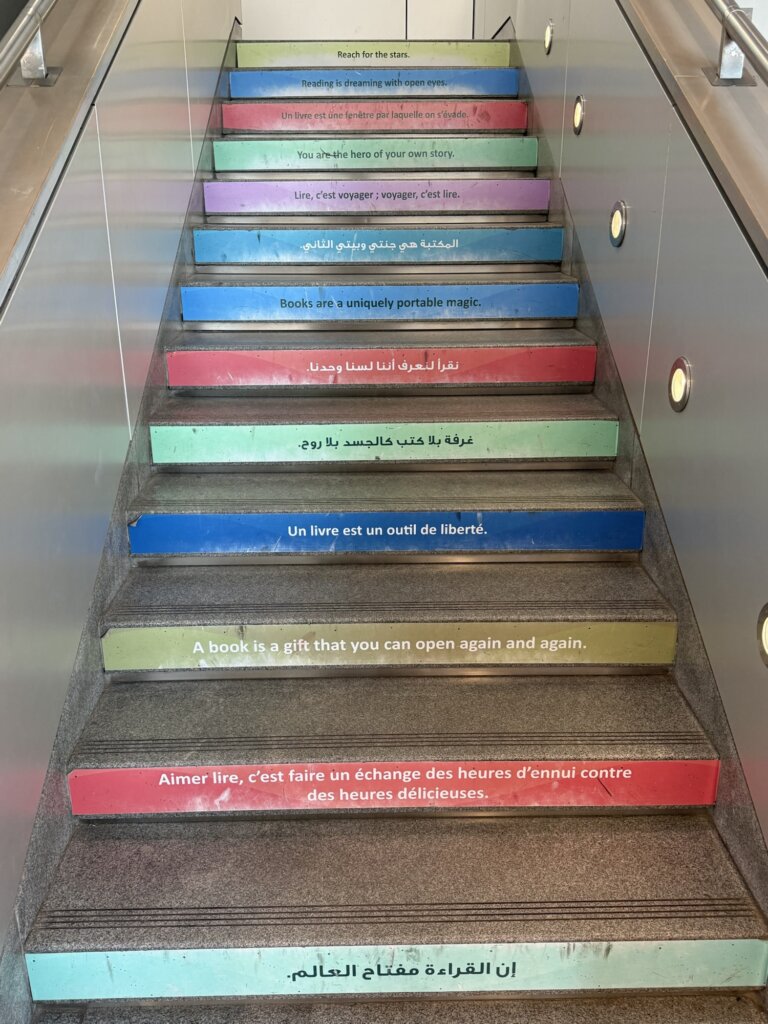 Reach for the stars.
Reading is dreaming with open eyes.
Un livre est une fenêtre par laquelle on s'évade.
You are the hero of your own story.
Lire, c'est voyager ; voyager, c'est lire.
المكتبة هي جنتي وبيتي الثاني.
Books are a uniquely portable magic.
نقرأ لنعرف أننا لسنا وحدنا.
غرفة بلا كتب كالجسد بلا روح.
Un livre est un outil de liberté.
A book is a gift that you can open again and again.
Aimer lire, c'est faire un échange des heures d'ennui contre
des heures délicieuses.
إن القراءة مفتاح العالم.